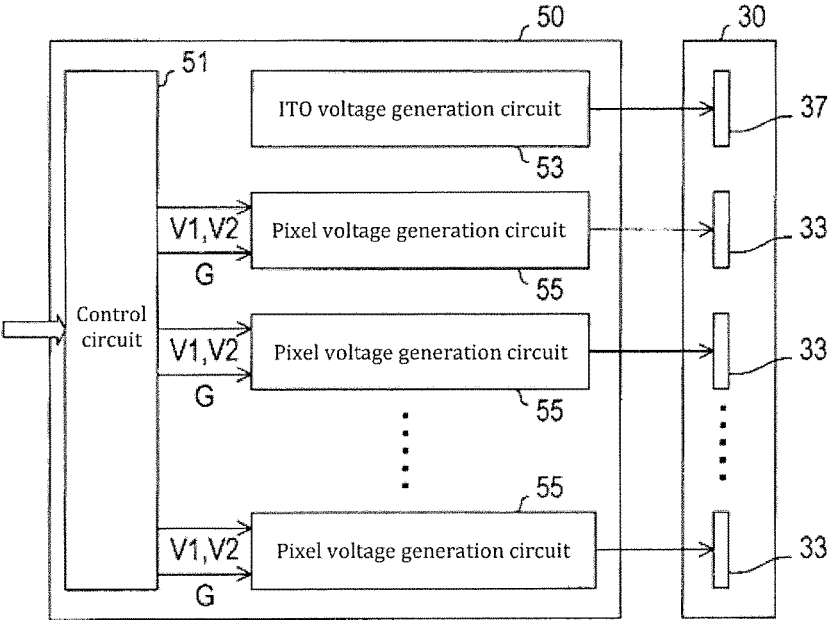 50
30
51
ITO voltage generation circuit
37
53
V1,V2
Pixel voltage generation circuit
33
G
55
Control
circuit
V1,V2
Pixel voltage generation circuit
33
G
55
55
V1,V2
Pixel voltage generation circuit
33
G